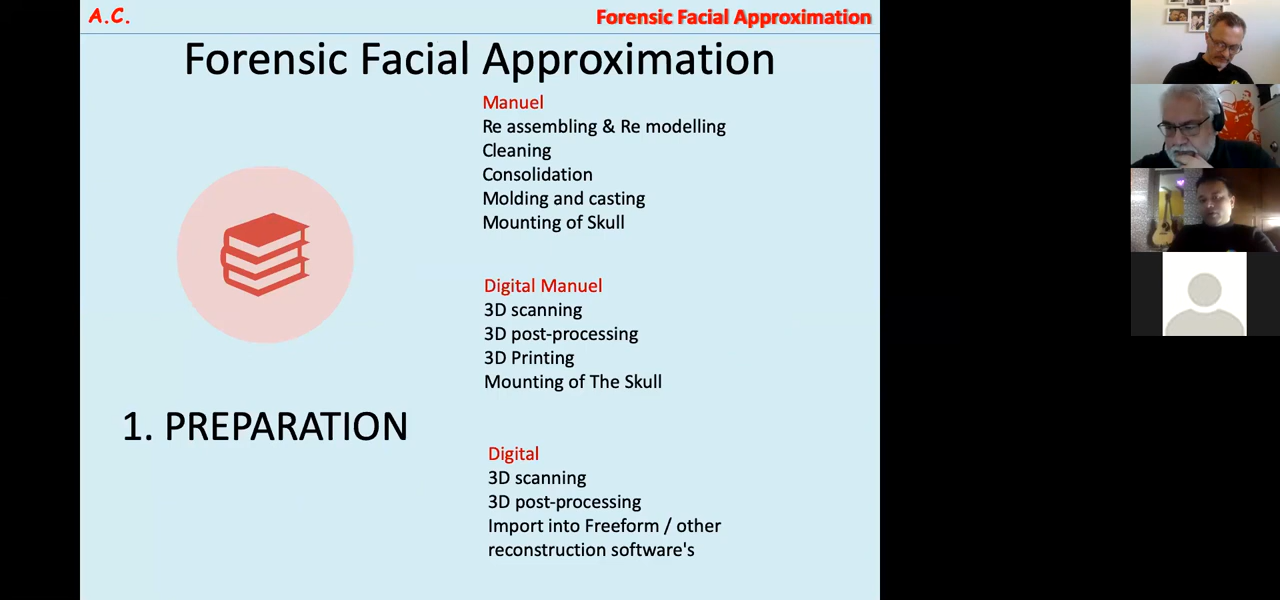 A.C.
Forensic Facial Approximation
Forensic Facial Approximation
Manuel
Re assembling & Re modelling
Cleaning
Consolidation
Molding and casting
Mounting of Skull
Digital Manuel
3D scanning
3D post-processing
3D Printing
Mounting of The Skull
1. PREPARATION
Digital
3D scanning
3D post-processing
Import into Freeform / other
reconstruction software's